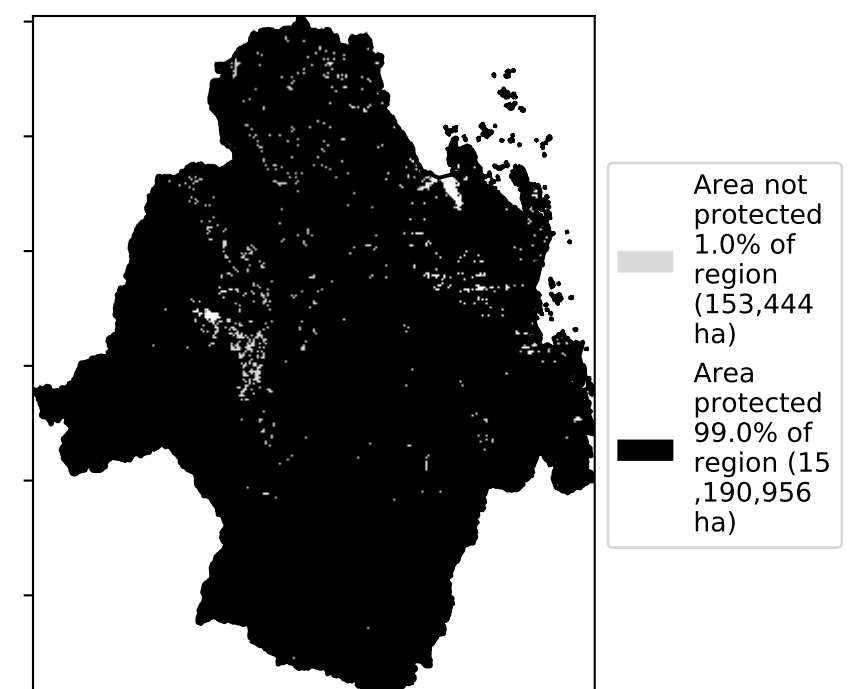 Area not
protected
1.0% of
region
(153,444
ha)
Area
protected
99.0% of
region (15
,190,956
ha)